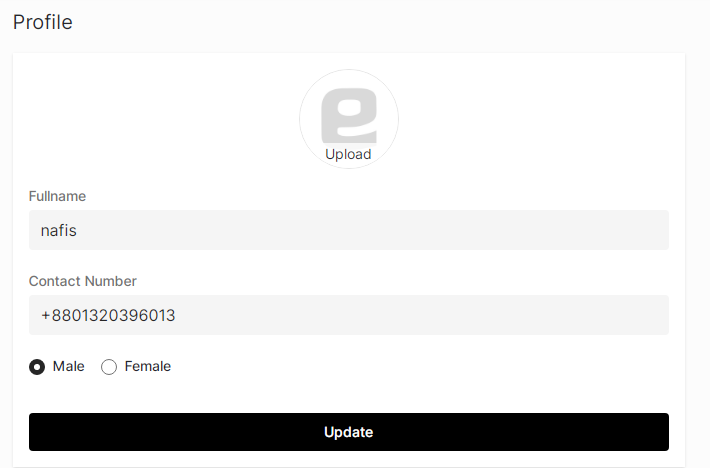 Profile
Upload
Fullname
nafis
Contact Number
+8801320396013
Male Female
Update